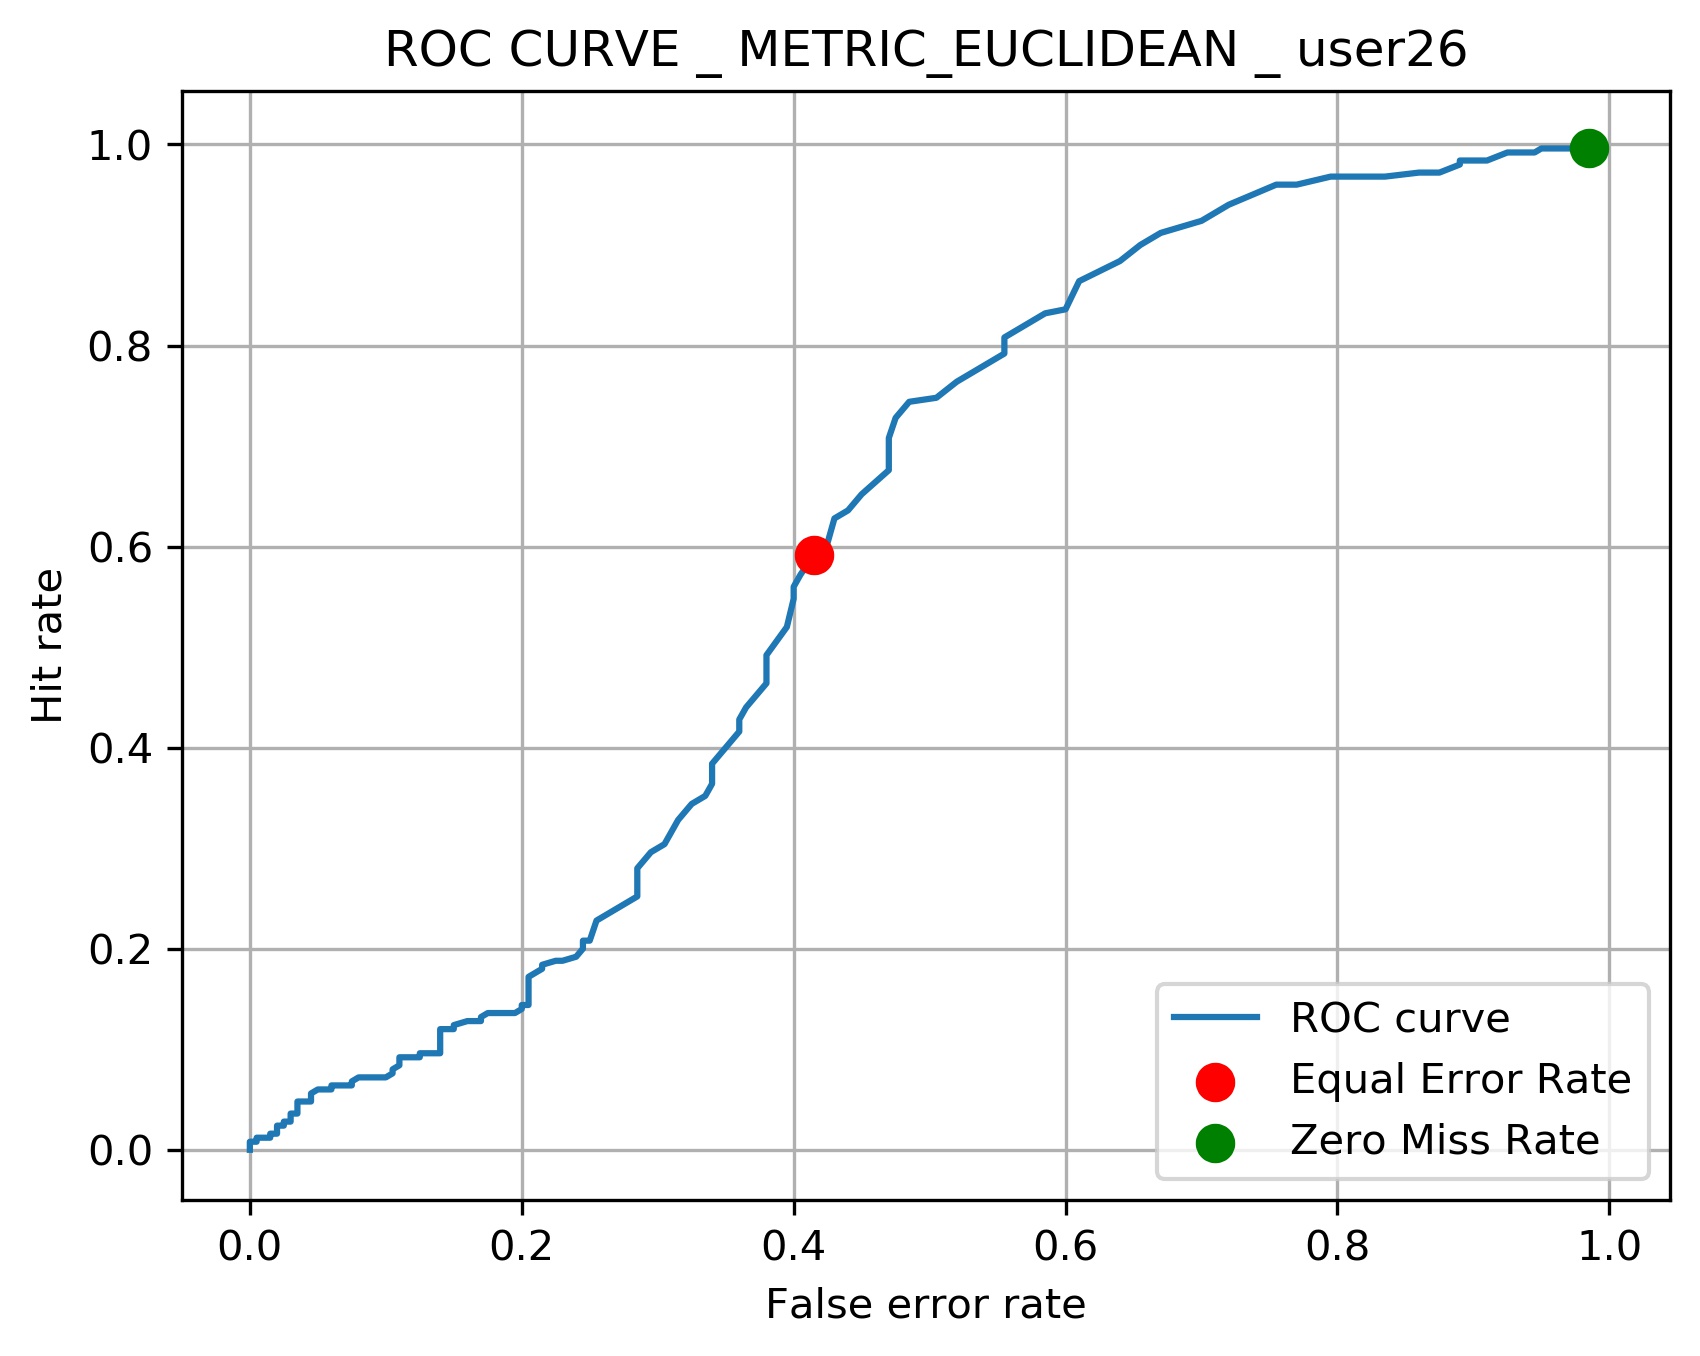 ROC CURVE _ METRIC_EUCLIDEAN _ user26
1.0
0.8
0.6
0.4
0.2
0.0
Hit rate
ROC curve
Equal Error Rate
Zero Miss Rate
0.0 0.2 0.4 0.6 0.8 1.0
False error rate